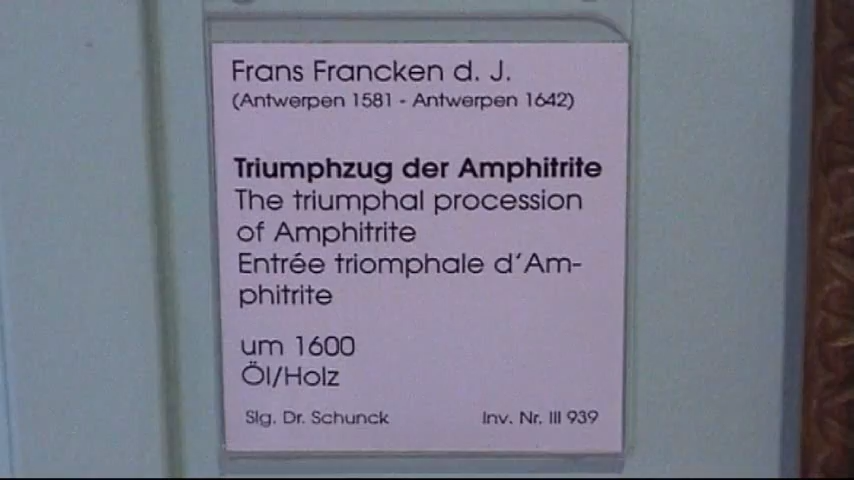 Frans Francken d. J.
(Antwerpen 1581 - Antwerpen 1642)
Triumphzug der Amphitrite
The triumphal procession
of Amphitrite
Entrée triomphale d'Am-
phitrite
um 1600
Öl/Holz
Slg. Dr. Schunck Inv. Nr. III 939